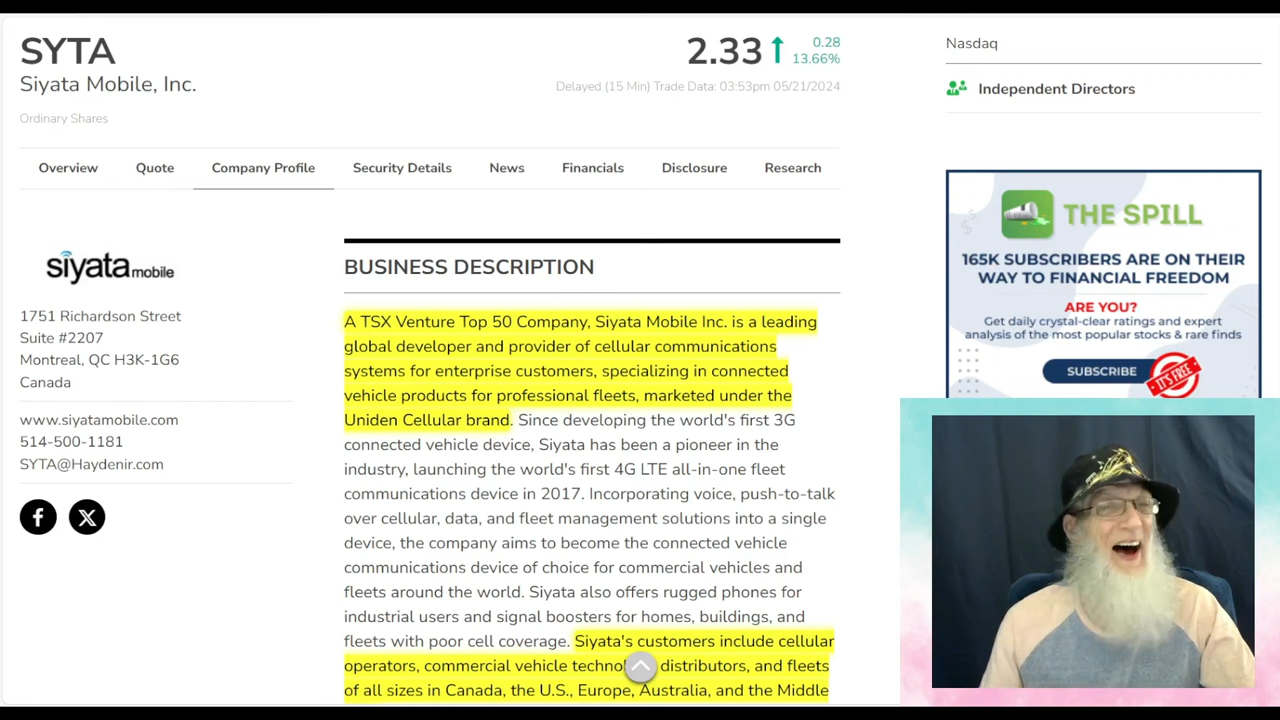 SYTA
Siyata Mobile, Inc.
Ordinary Shares
2.33
0.28
13.66%
Delayed (15 Min) Trade Data: 03:53pm 05/21/2024
Overview Quote Company Profile Security Details News Financials Disclosure Research
siyata mobile
1751 Richardson Street
Suite #2207
Montreal, QC H3K-1G6
Canada
www.siyatamobile.com
514-500-1181
SYTA@Haydenir.com
BUSINESS DESCRIPTION
A TSX Venture Top 50 Company, Siyata Mobile Inc. is a leading
global developer and provider of cellular communications
systems for enterprise customers, specializing in connected
vehicle products for professional fleets, marketed under the
Uniden Cellular brand. Since developing the world's first 3G
connected vehicle device, Siyata has been a pioneer in the
industry, launching the world's first 4G LTE all-in-one fleet
communications device in 2017. Incorporating voice, push-to-talk
over cellular, data, and fleet management solutions into a single
device, the company aims to become the connected vehicle
communications device of choice for commercial vehicles and
fleets around the world. Siyata also offers rugged phones for
industrial users and signal boosters for homes, buildings, and
fleets with poor cell coverage. Siyata's customers include cellular
operators, commercial vehicle techno distributors, and fleets
of all sizes in Canada, the U.S., Europe, Australia, and the Middle
Nasdaq
Independent Directors
THE SPILL
165K SUBSCRIBERS ARE ON THEIR
WAY TO FINANCIAL FREEDOM
ARE YOU?
Get daily crystal-clear ratings and expert
analysis of the most popular stocks & rare finds
SUBSCRIBE
IT'S FREE